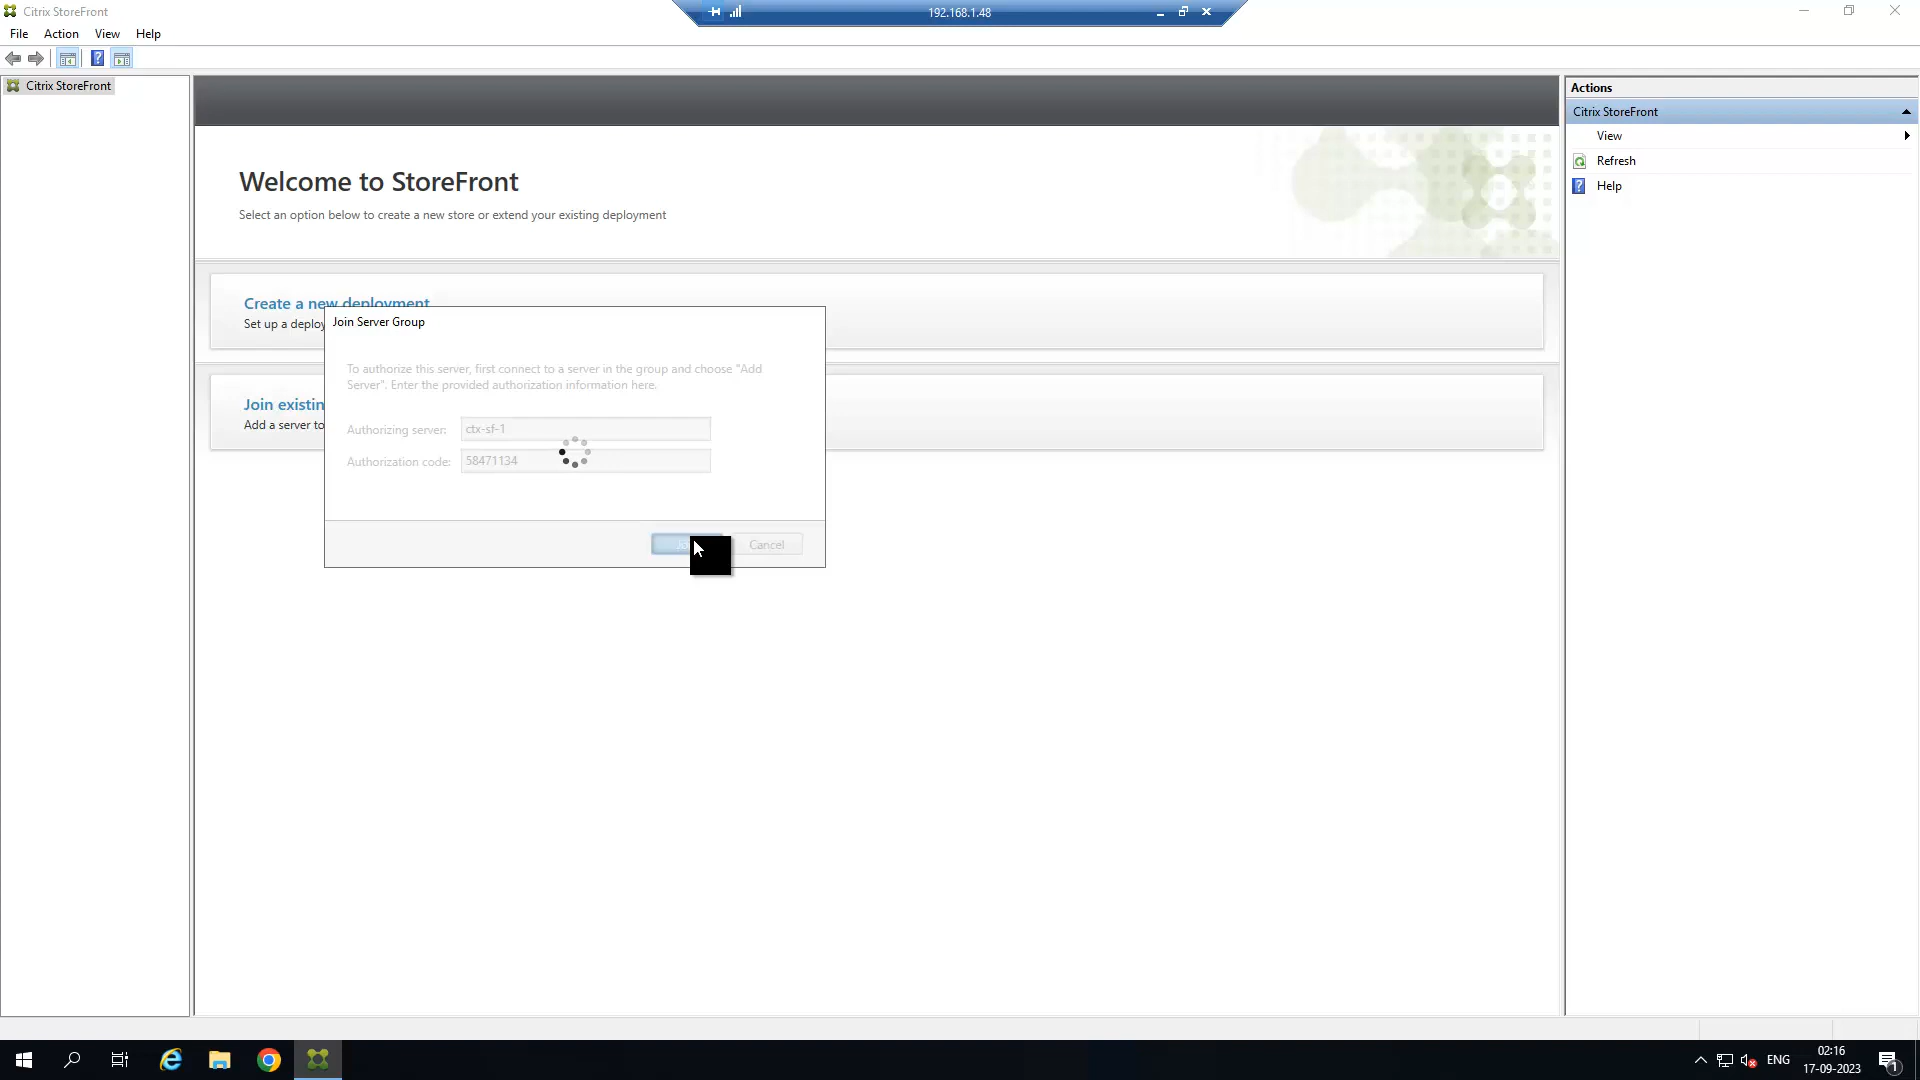 Citrix StoreFront
192.168.1.48
File Action View Help
Citrix StoreFront
Actions
Citrix StoreFront
View
Refresh
Help
Welcome to StoreFront
Select an option below to create a new store or extend your existing deployment
Create a new deployment
Set up a deploy
Join Server Group
To authorize this server, first connect to a server in the group and choose "Add
Server". Enter the provided authorization information here.
Join existin
Add a server to
Authorizing server: ctx-sf-1
Authorization code: 58471134
Cancel
ENG
02:16
17-09-2023
1